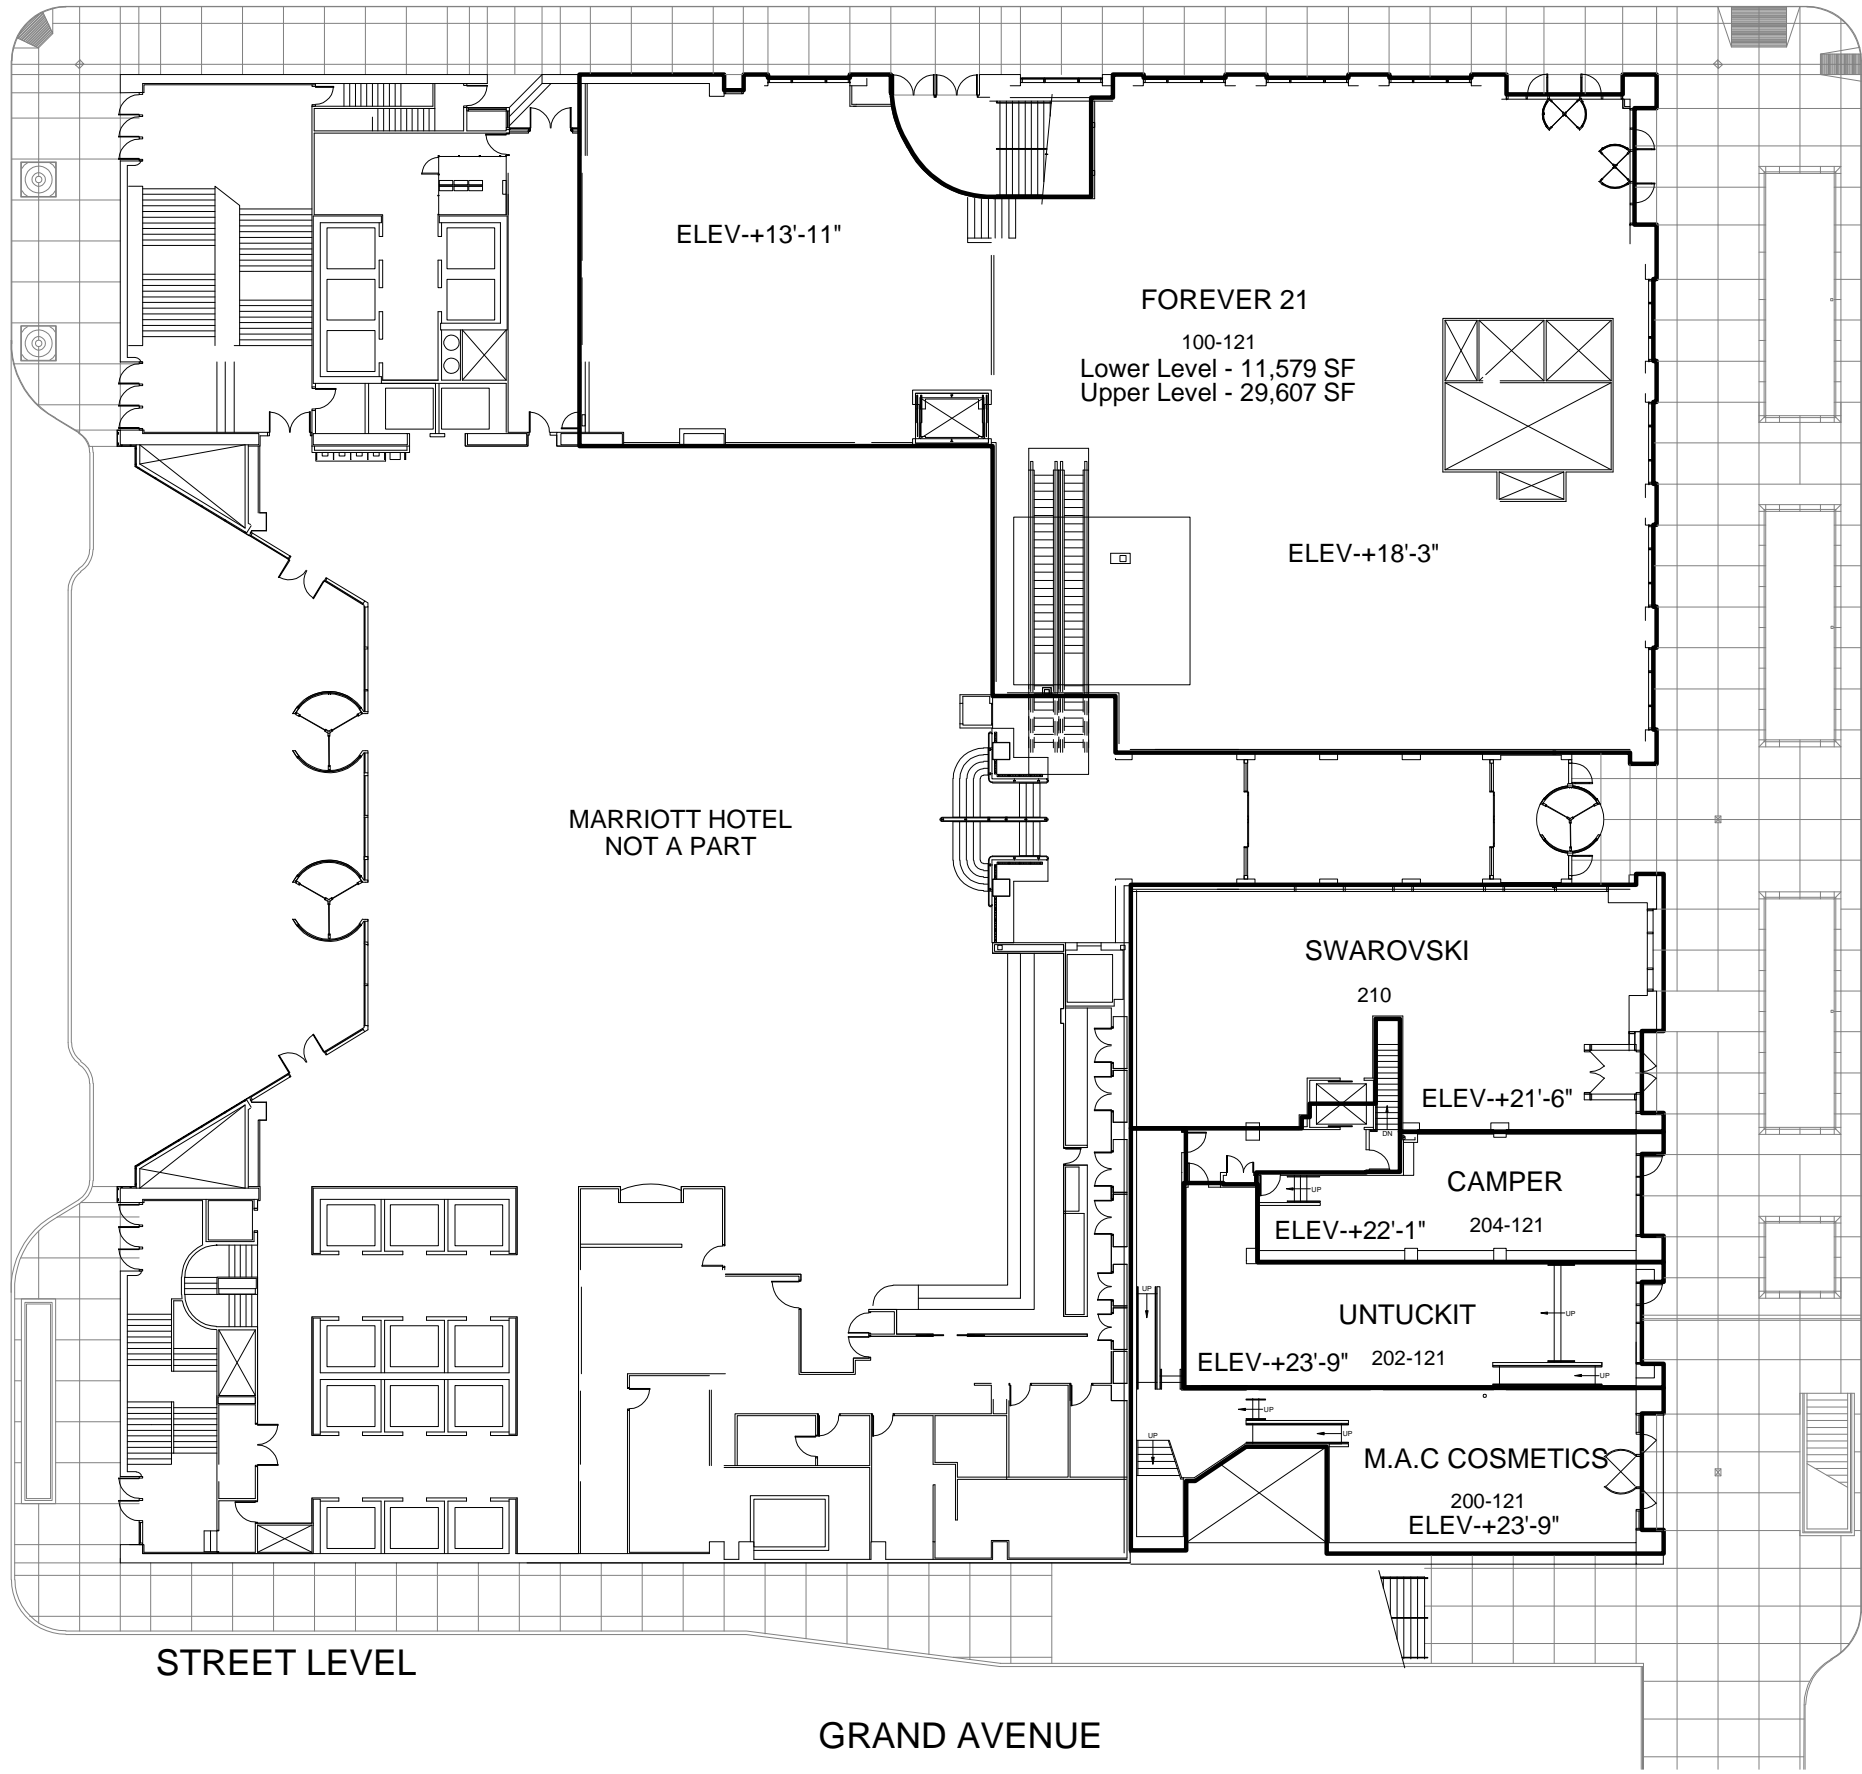 ELEV-+13'-11"
FOREVER 21
100-121
Lower Level - 11,579 SF
Upper Level - 29,607 SF
ELEV-+18'-3"
MARRIOTT HOTEL
NOT A PART
SWAROVSKI
210
ELEV-+21'-6"
DN
CAMPER
UP
ELEV-+22'-1"
204-121
UP
UNTUCKIT
UP
ELEV-+23'-9"
202-121
UP
UP
UP
UP
M.A.C COSMETICS
200-121
ELEV-+23'-9"
STREET LEVEL
GRAND AVENUE